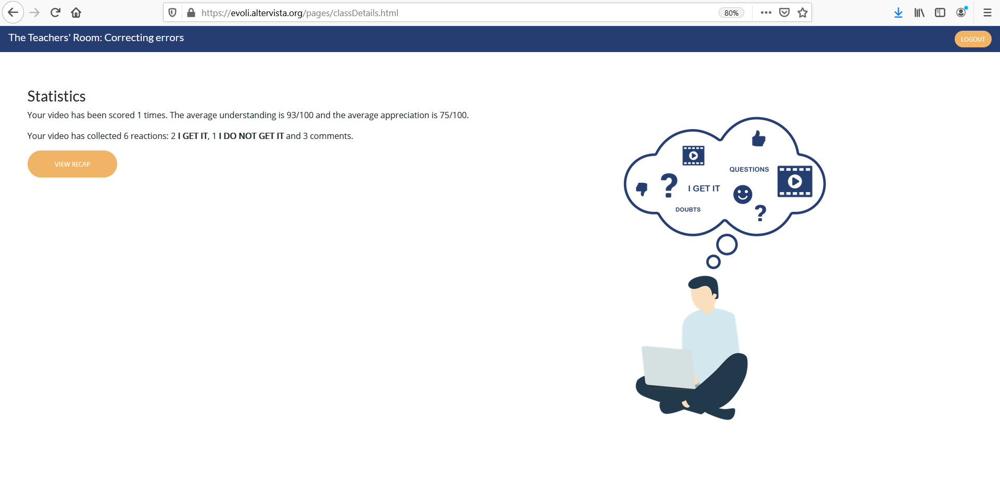 https://evoli.altervista.org/pages/classDetails.html
80%
The Teachers' Room: Correcting errors
LOGOUT
Statistics
Your video has been scored 1 times. The average understanding is 93/100 and the average appreciation is 75/100.
Your video has collected 6 reactions: 2 I GET IT, 1 I DO NOT GET IT and 3 comments.
VIEW RECAP
QUESTIONS
?
I GET IT
DOUBTS
?